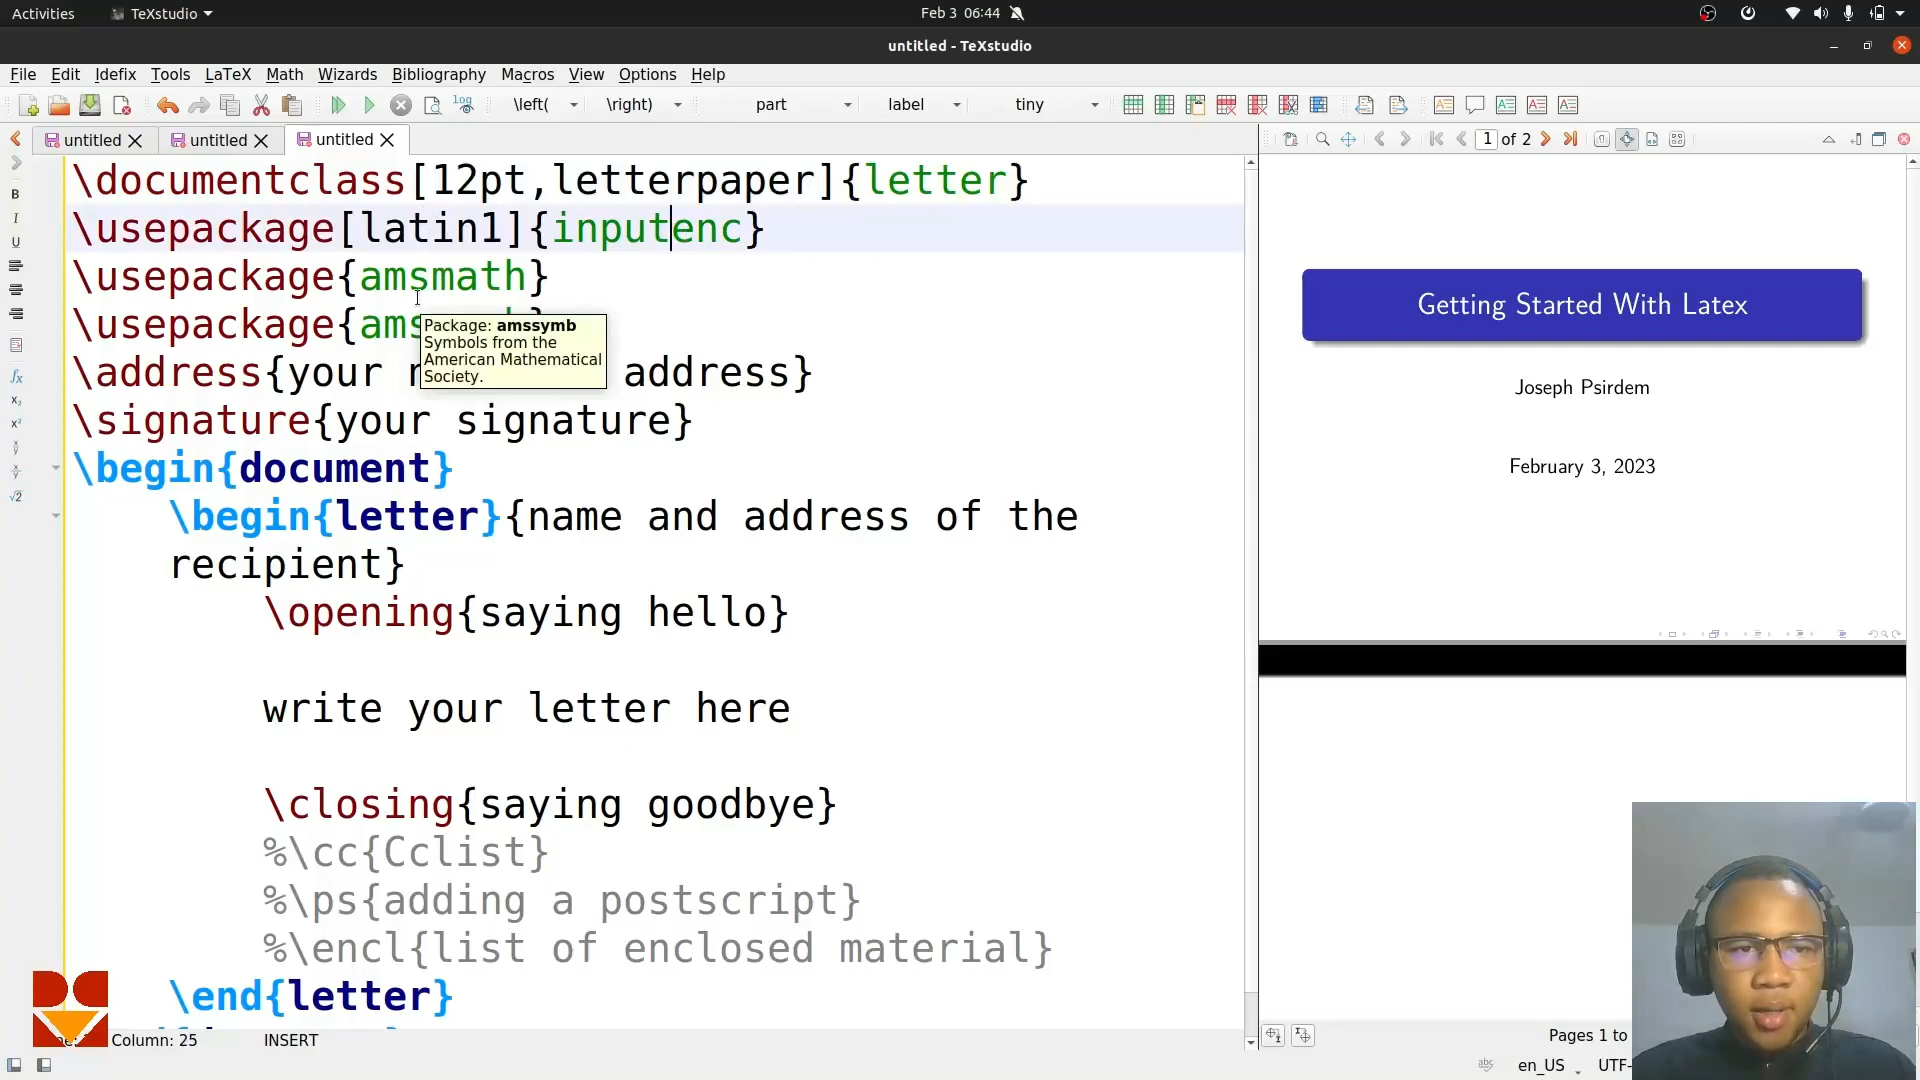 Activities TeXstudio Feb 3 06:44
untitled - TeXstudio
File Edit Idefix Tools LaTeX Math Wizards Bibliography Macros View Options Help
log \left( \right) part label tiny
untitled untitled untitled 1 of 2
\documentclass[12pt,letterpaper]{letter}
\usepackage[latin1]{inputenc}
\usepackage{amsmath}
\usepackage{ams
Package: amssymb
Symbols from the
American Mathematical
Society.
\address{your address}
\signature{your signature}
\begin{document}
\begin{letter}{name and address of the
recipient}
\opening{saying hello}
write your letter here
\closing{saying goodbye}
%\cc{Cclist}
%\ps{adding a postscript}
%\encl{list of enclosed material}
\end{letter}
Column: 25 INSERT
Getting Started With Latex
Joseph Psirdem
February 3, 2023
Pages 1 to
en_US UTF-